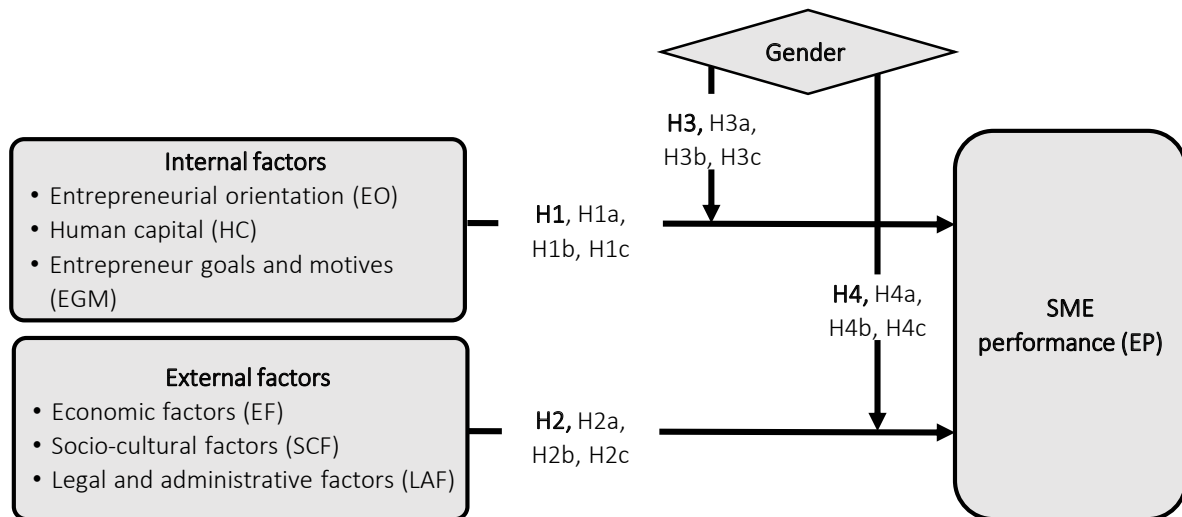 Gender
H3, H3a,
H3b, H3c
Internal factors
• Entrepreneurial orientation (EO)
• Human capital (HC)
• Entrepreneur goals and motives
(EGM)
H1, H1a,
H1b, H1c
H4, H4a,
H4b, H4c
SME
performance (EP)
External factors
• Economic factors (EF)
• Socio-cultural factors (SCF)
• Legal and administrative factors (LAF)
H2, H2a,
H2b, H2c